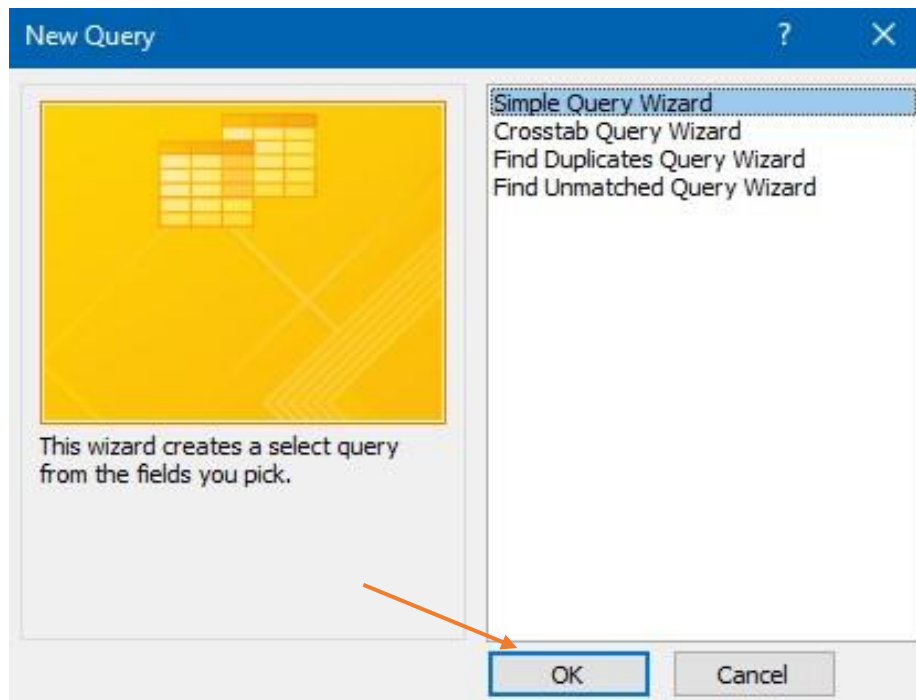 New Query
?
Simple Query Wizard
Crosstab Query Wizard
Find Duplicates Query Wizard
Find Unmatched Query Wizard
This wizard creates a select query
from the fields you pick.
OK
Cancel